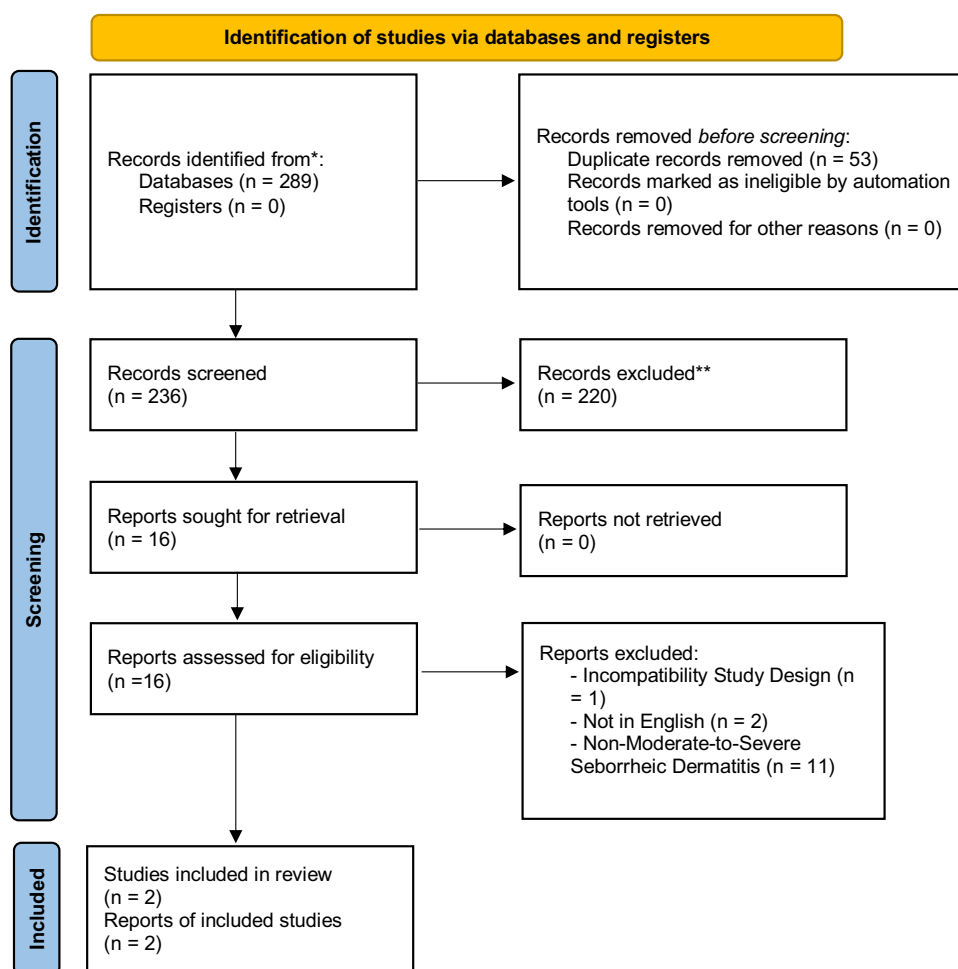 Identification of studies via databases and registers
Identification
Records identified from*:
Databases (n = 289)
Registers (n = 0)
Records removed before screening:
Duplicate records removed (n = 53)
Records marked as ineligible by automation
tools (n = 0)
Records removed for other reasons (n = 0)
Screening
Records screened
(n = 236)
Records excluded**
(n = 220)
Reports sought for retrieval
(n = 16)
Reports not retrieved
(n = 0)
Reports assessed for eligibility
(n =16)
Reports excluded:
- Incompatibility Study Design (n
= 1)
- Not in English (n = 2)
- Non-Moderate-to-Severe
Seborrheic Dermatitis (n = 11)
Included
Studies included in review
(n = 2)
Reports of included studies
(n = 2)